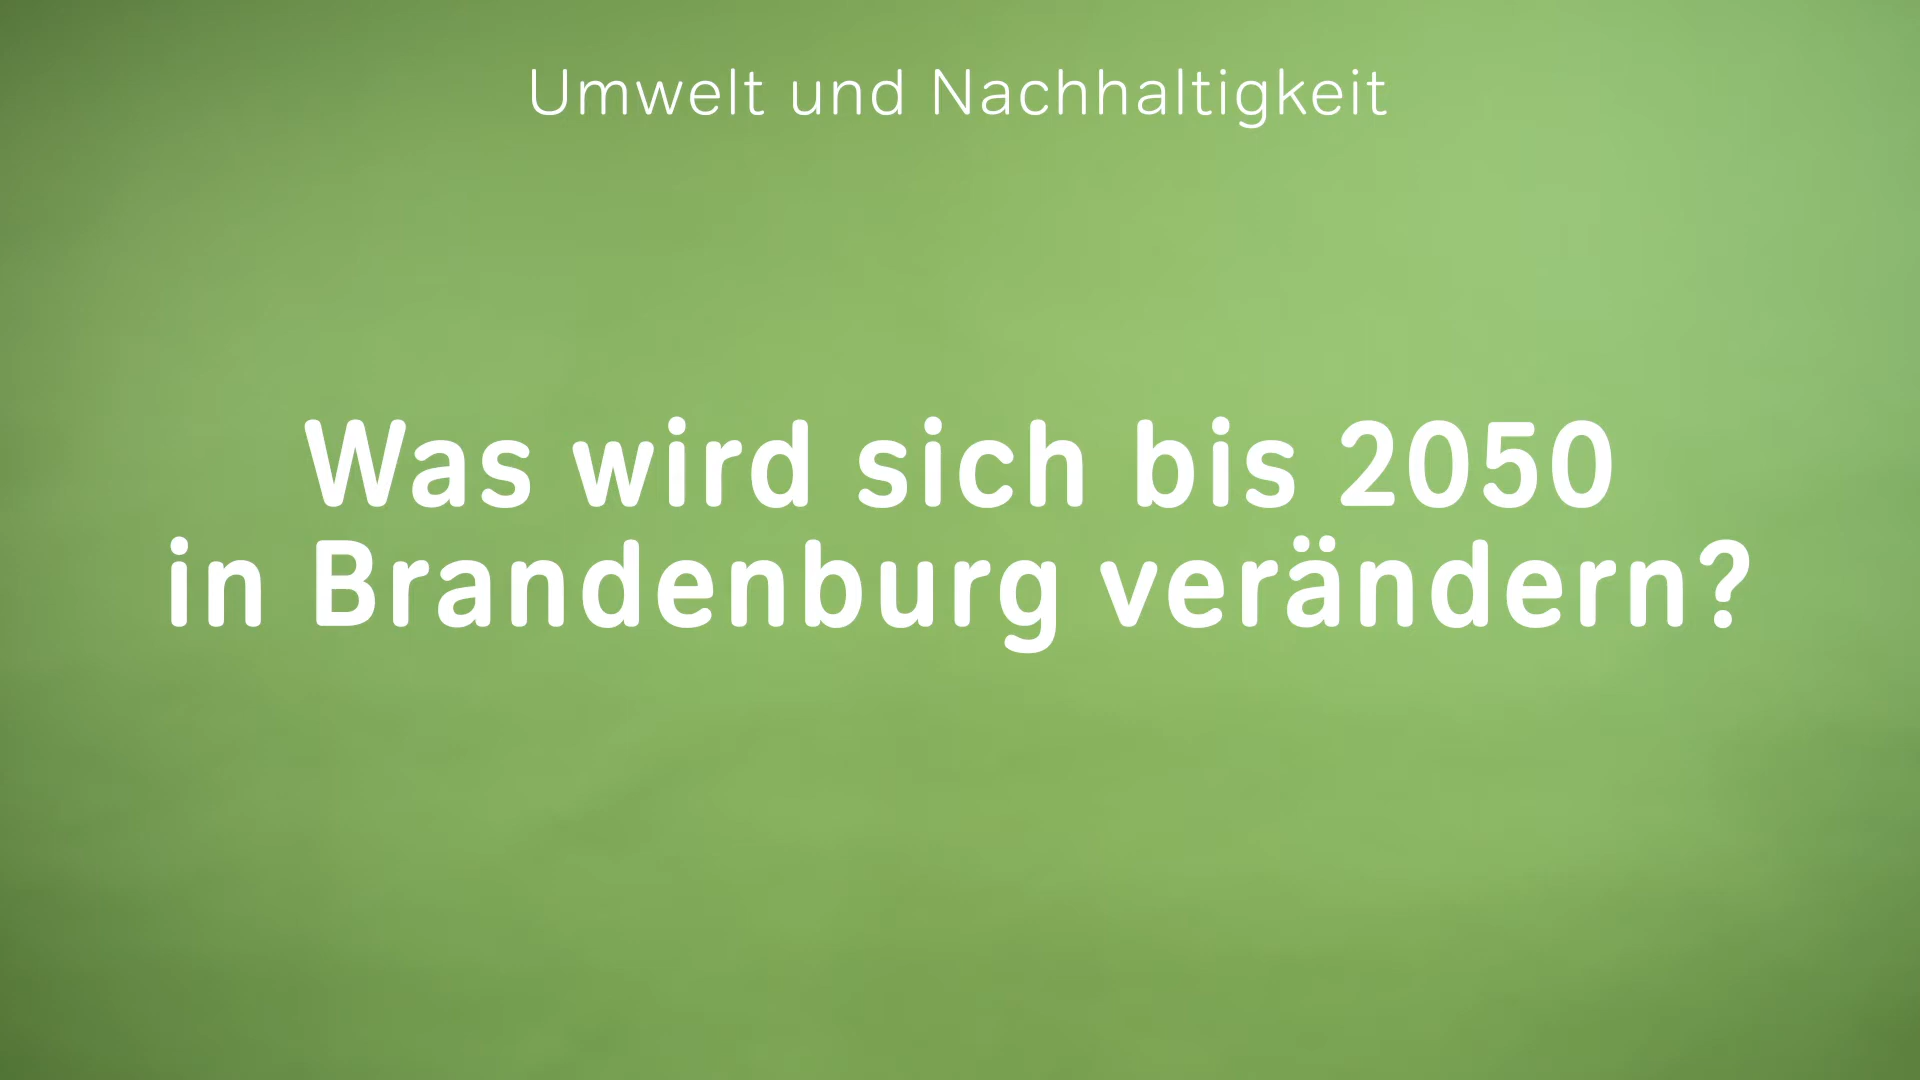 Umwelt und Nachhaltigkeit
Was wird sich bis 2050
in Brandenburg verändern?